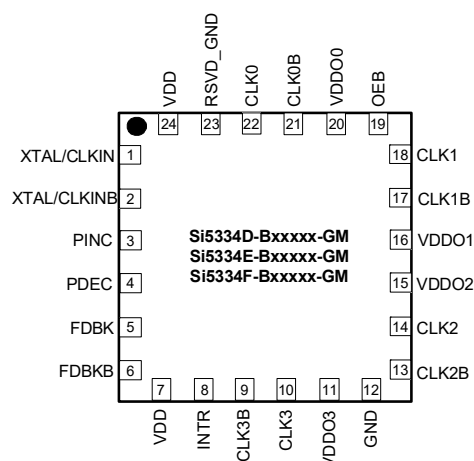 VDD
RSVD_GND
CLK0
CLK0B
VDDO0
OEB
24
23
22
21
20
19
XTAL/CLKIN 1
XTAL/CLKINB 2
PINC 3
PDEC 4
FDBK 5
FDBKB 6
Si5334D-Bxxxxx-GM
Si5334E-Bxxxxx-GM
Si5334F-Bxxxxx-GM
18 CLK1
17 CLK1B
16 VDDO1
15 VDDO2
14 CLK2
13 CLK2B
7
8
9
10
11
12
VDD
INTR
CLK3B
CLK3
VDDO3
GND